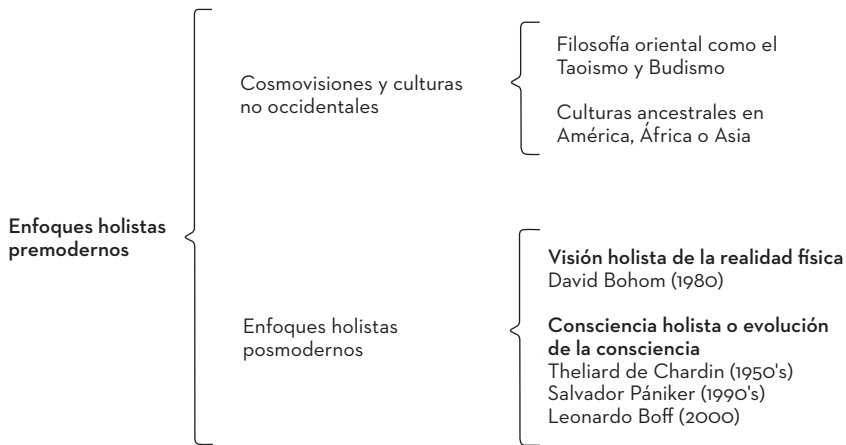 Enfoques holistas
premodernos
Cosmovisiones y culturas
no occidentales
Filosofía oriental como el
Taoismo y Budismo
Culturas ancestrales en
América, África o Asia
Enfoques holistas
posmodernos
Visión holista de la realidad física
David Bohom (1980)
Consciencia holista o evolución
de la consciencia
Theliard de Chardin (1950's)
Salvador Pániker (1990's)
Leonardo Boff (2000)